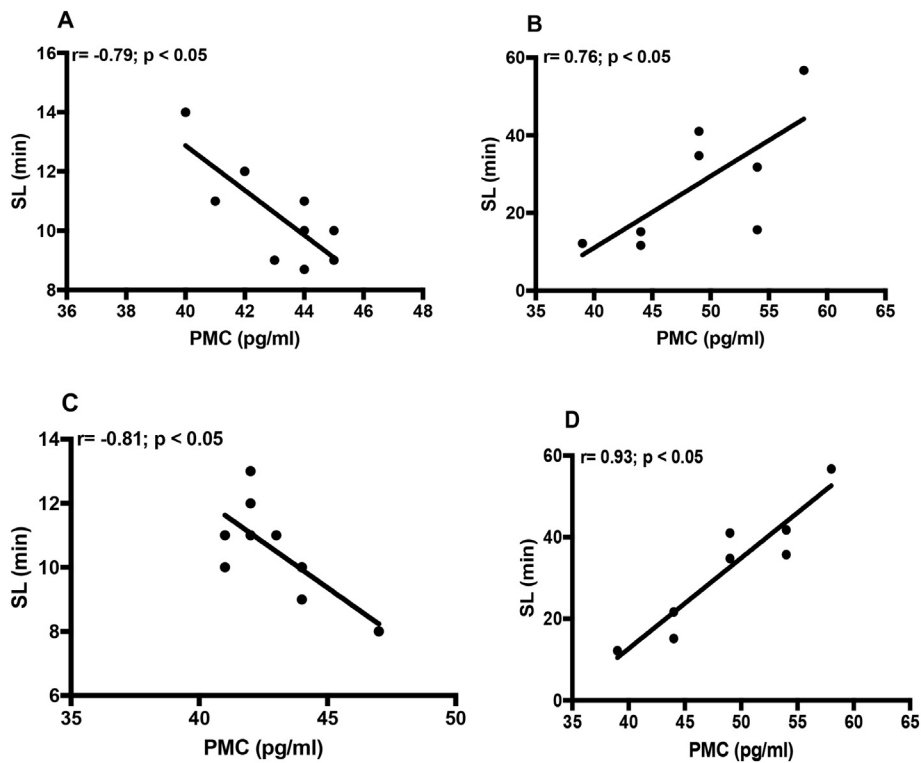 A
r= -0.79; p < 0.05
16
14
12
10
8
SL (min)
36 38 40 42 44 46 48
PMC (pg/ml)
B
r= 0.76; p < 0.05
60
40
20
0
SL (min)
35 40 45 50 55 60 65
PMC (pg/ml)
C
r= -0.81; p < 0.05
14
12
10
8
6
SL (min)
35 40 45 50
PMC (pg/ml)
D
r= 0.93; p < 0.05
60
40
20
0
SL (min)
35 40 45 50 55 60 65
PMC (pg/ml)